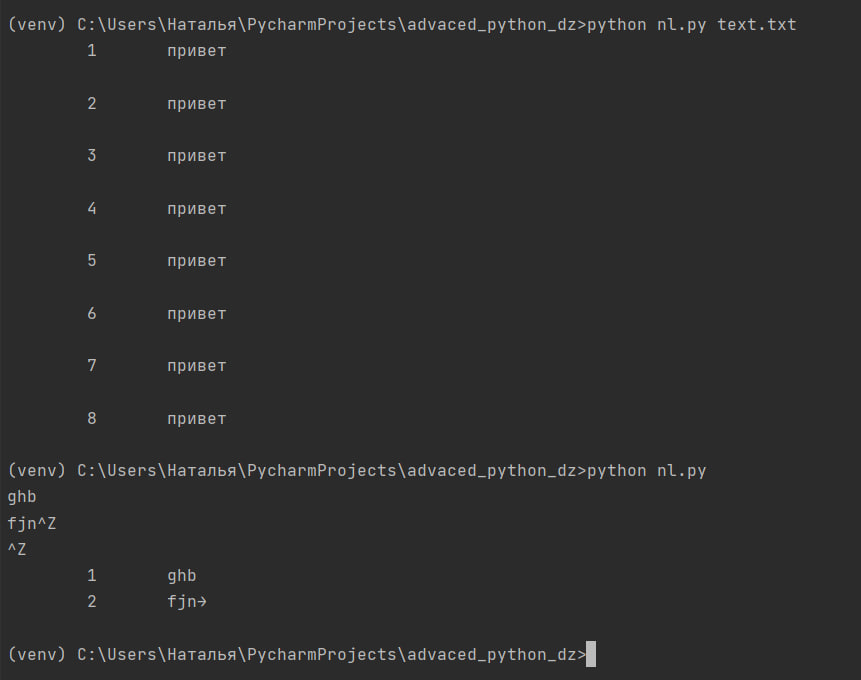 (venv) C:\Users\Наталья\PycharmProjects\advaced_python_dz>python nl.py text.txt
1 привет
2 привет
3 привет
4 привет
5 привет
6 привет
7 привет
8 привет
(venv) C:\Users\Наталья\PycharmProjects\advaced_python_dz>python nl.py
ghb
fjn^Z
^Z
1 ghb
2 fjn→
(venv) C:\Users\Наталья\PycharmProjects\advaced_python_dz>